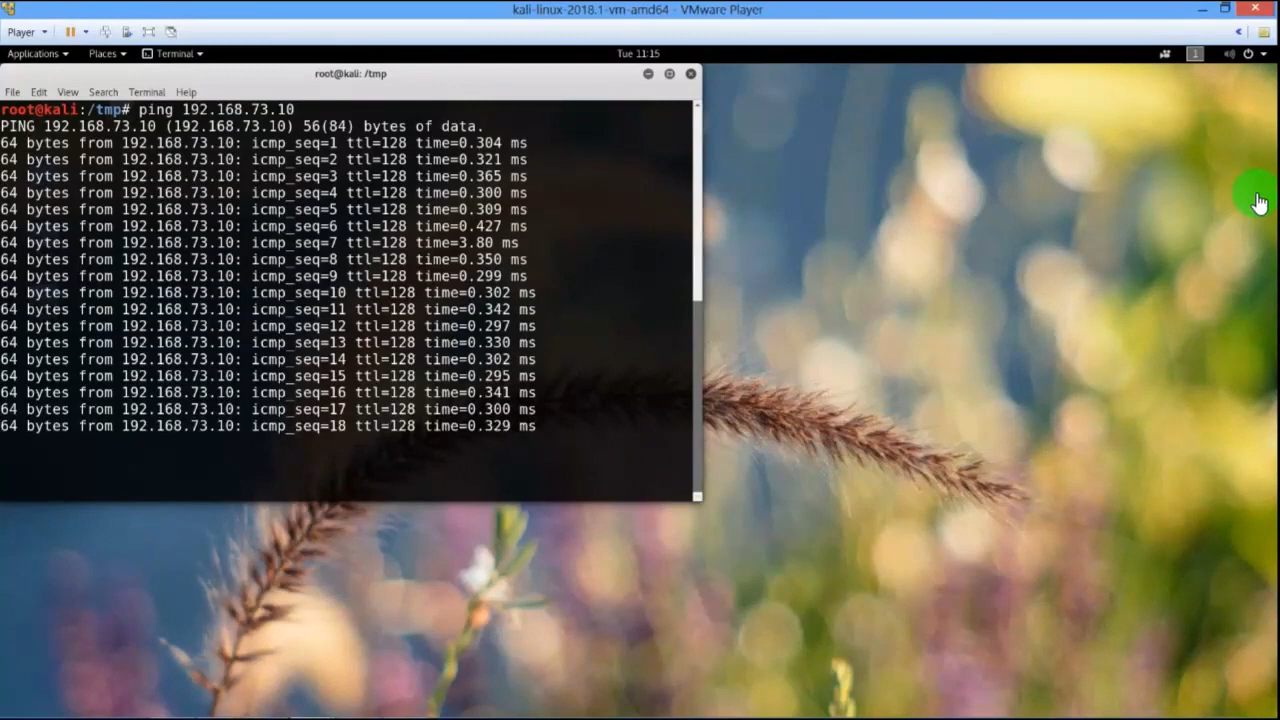 kali-linux-2018.1-vm-amd64 - VMware Player
Player
Applications Places Terminal Tue 11:15 1
root@kali: /tmp
File Edit View Search Terminal Help
root@kali:/tmp# ping 192.168.73.10
PING 192.168.73.10 (192.168.73.10) 56(84) bytes of data.
64 bytes from 192.168.73.10: icmp_seq=1 ttl=128 time=0.304 ms
64 bytes from 192.168.73.10: icmp_seq=2 ttl=128 time=0.321 ms
64 bytes from 192.168.73.10: icmp_seq=3 ttl=128 time=0.365 ms
64 bytes from 192.168.73.10: icmp_seq=4 ttl=128 time=0.300 ms
64 bytes from 192.168.73.10: icmp_seq=5 ttl=128 time=0.309 ms
64 bytes from 192.168.73.10: icmp_seq=6 ttl=128 time=0.427 ms
64 bytes from 192.168.73.10: icmp_seq=7 ttl=128 time=3.80 ms
64 bytes from 192.168.73.10: icmp_seq=8 ttl=128 time=0.350 ms
64 bytes from 192.168.73.10: icmp_seq=9 ttl=128 time=0.299 ms
64 bytes from 192.168.73.10: icmp_seq=10 ttl=128 time=0.302 ms
64 bytes from 192.168.73.10: icmp_seq=11 ttl=128 time=0.342 ms
64 bytes from 192.168.73.10: icmp_seq=12 ttl=128 time=0.297 ms
64 bytes from 192.168.73.10: icmp_seq=13 ttl=128 time=0.330 ms
64 bytes from 192.168.73.10: icmp_seq=14 ttl=128 time=0.302 ms
64 bytes from 192.168.73.10: icmp_seq=15 ttl=128 time=0.295 ms
64 bytes from 192.168.73.10: icmp_seq=16 ttl=128 time=0.341 ms
64 bytes from 192.168.73.10: icmp_seq=17 ttl=128 time=0.300 ms
64 bytes from 192.168.73.10: icmp_seq=18 ttl=128 time=0.329 ms